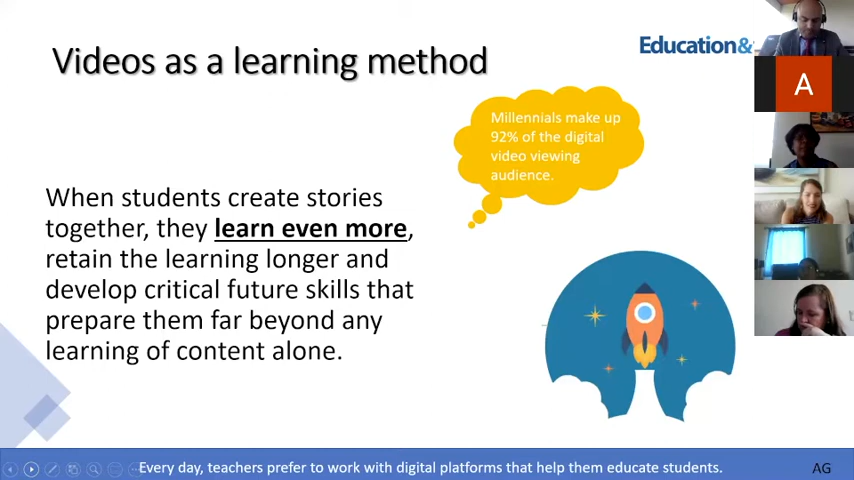 Videos as a learning method
Education&
A
Millennials make up
92% of the digital
video viewing
audience.
When students create stories
together, they learn even more,
retain the learning longer and
develop critical future skills that
prepare them far beyond any
learning of content alone.
Every day, teachers prefer to work with digital platforms that help them educate students.
AG